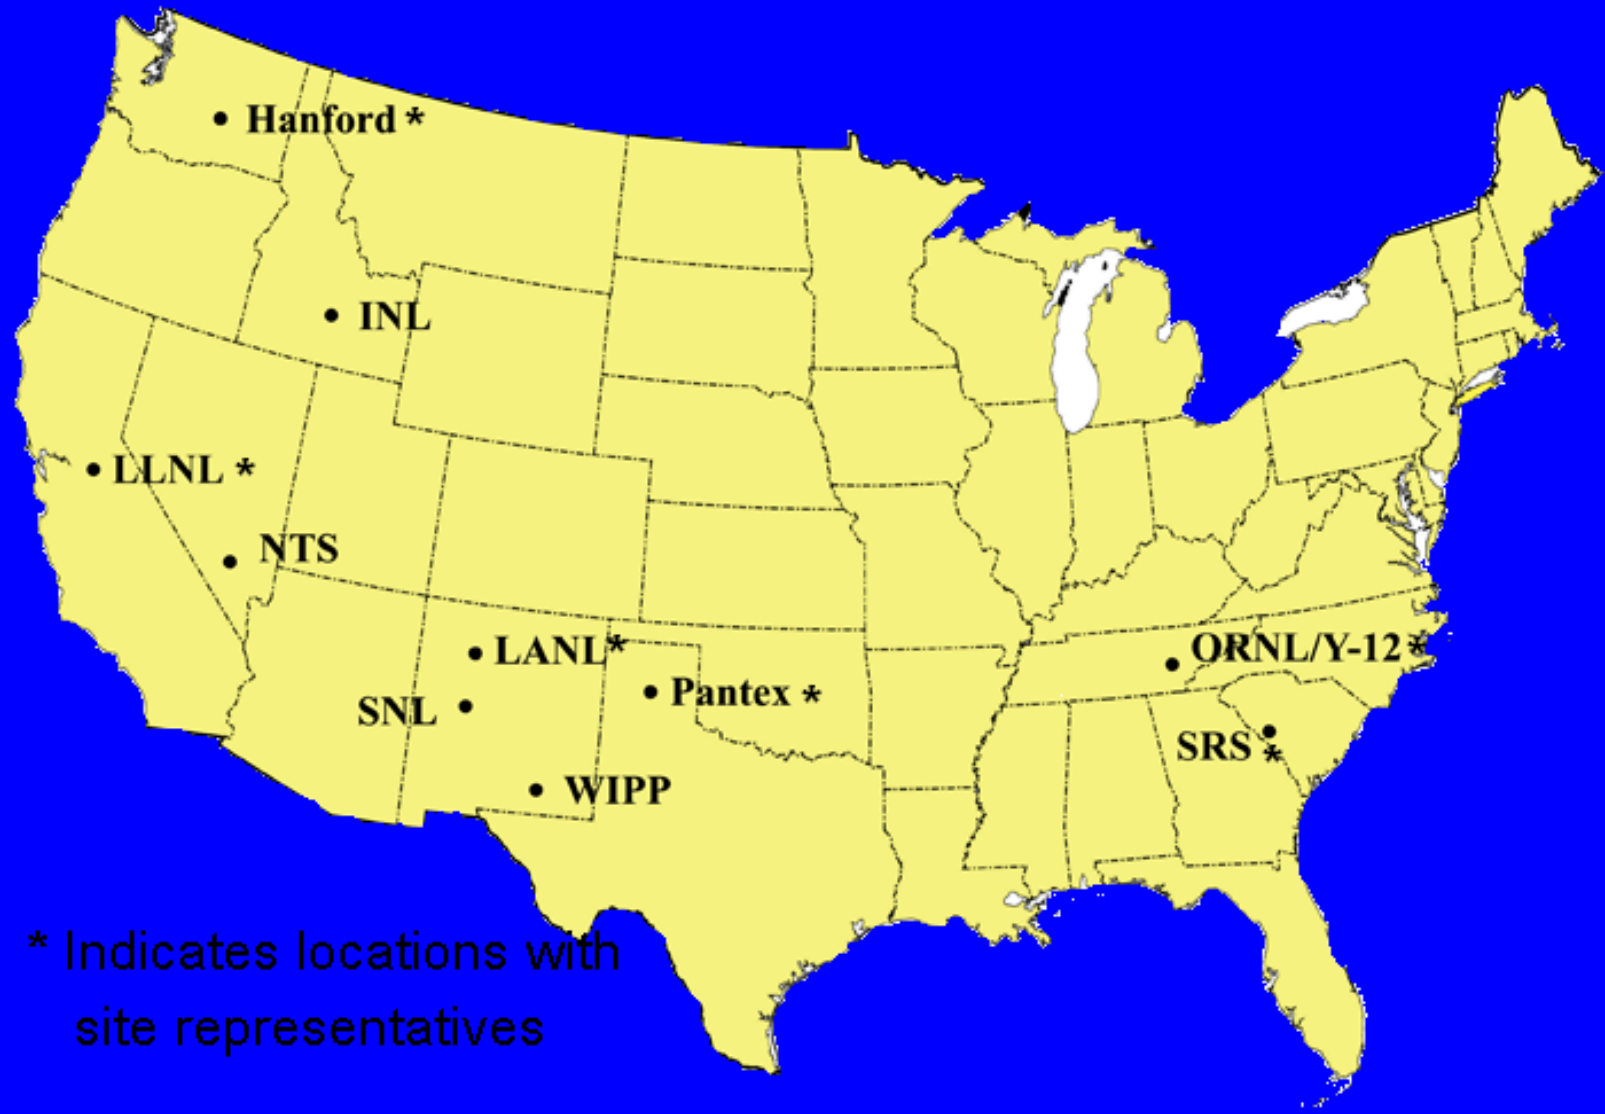 Hanford *
INL
LLNL *
NTS
LANL*
ORNL/Y-12*
Pantex *
SNL
SRS *
WIPP
* Indicates locations with
site representatives